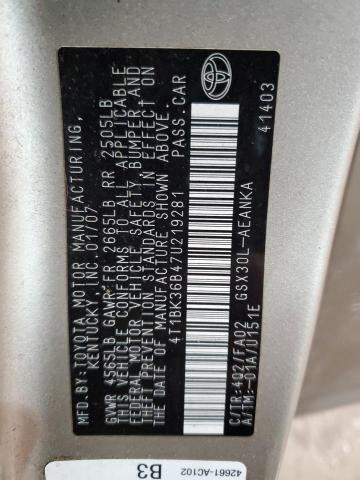 MFD.BY:TOYOTA MOTOR MANUFACTURING,
KENTUCKY, INC. 01/07
GVWR 4565LB GAWR FR 2665LB RR 2505LB
THIS VEHICLE CONFORMS TO ALL APPLICABLE
FEDERAL MOTOR VEHICLE SAFETY, BUMPER, AND
THEFT PREVENTION STANDARDS IN EFFECT ON
THE DATE OF MANUFACTURE SHOWN ABOVE.
4T1BK36B47U219281 PASS.CAR
C/TR:402/FA02 GSX30L-AEANKA
A/TM:-01A/U151E 41403
42661-AC102
B3